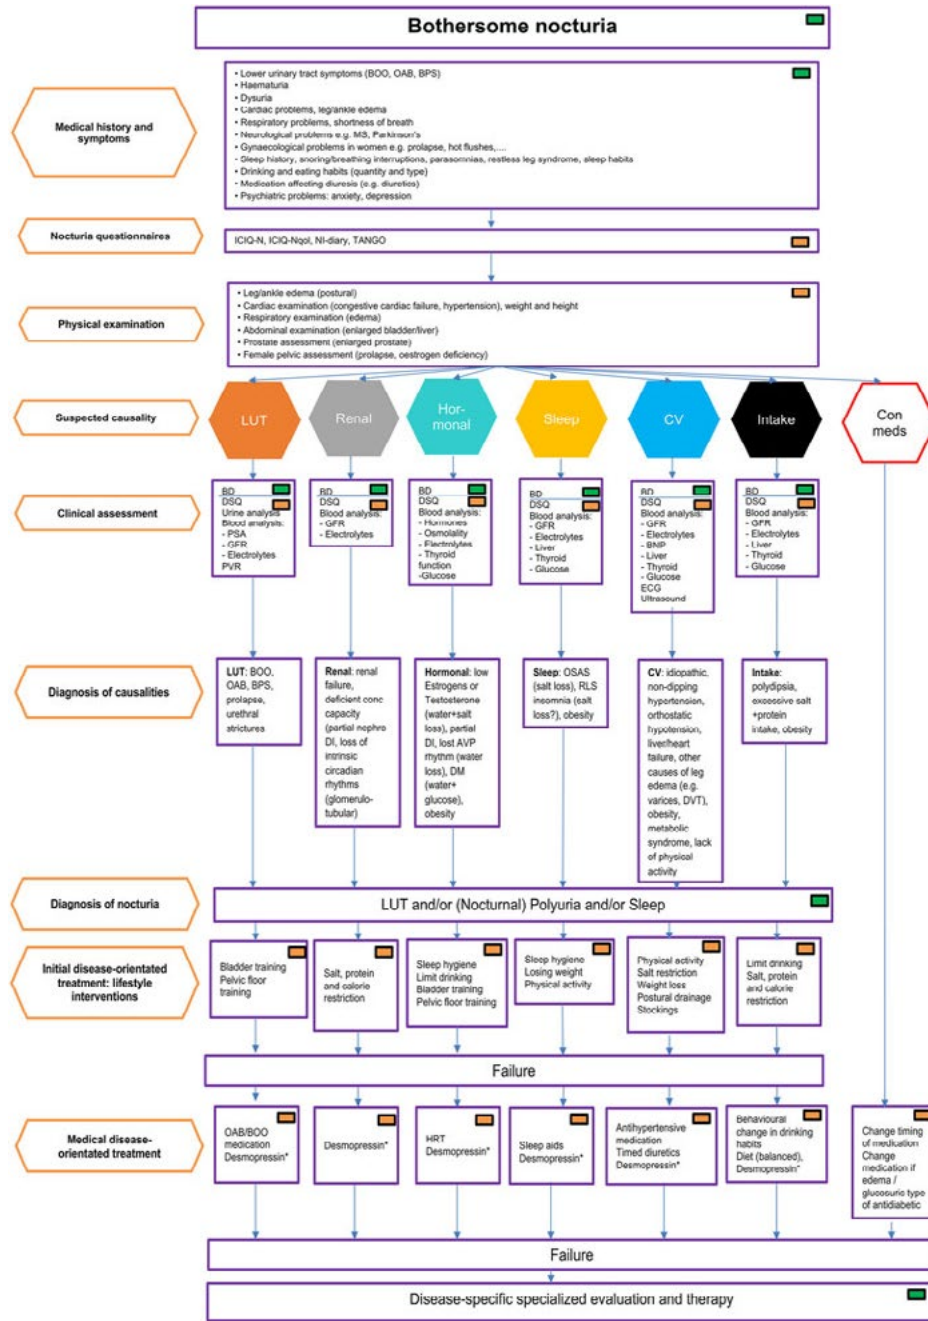 Bothersome nocturia
Medical history and
symptoms
• Lower urinary tract symptoms (BOO, OAB, BPS)
• Haematuria
• Dysuria
• Cardiac problems, leg/ankle edema
• Respiratory problems, shortness of breath
• Neurological problems e.g. MS, Parkinson's
• Gynaecological problems in women e.g. prolapse, hot flushes,....
- Sleep history, snoring/breathing interruptions, parasomnias, restless leg syndrome, sleep habits
• Drinking and eating habits (quantity and type)
- Medication affecting diuresis (e.g. diuretics)
• Psychiatric problems: anxiety, depression
Nocturia questionnaires
ICIQ-N, ICIQ-Nqol, NI-diary, TANGO
Physical examination
• Leg/ankle edema (postural)
• Cardiac examination (congestive cardiac failure, hypertension), weight and height
• Respiratory examination (edema)
• Abdominal examination (enlarged bladder/liver)
• Prostate assessment (enlarged prostate)
• Female pelvic assessment (prolapse, oestrogen deficiency)
Suspected causality
LUT
Renal
Hor-
monal
Sleep
CV
Intake
Con
meds
Clinical assessment
BD
DSQ
Urine analysis
Blood analysis:
- PSA
- GFR
- Electrolytes
PVR
BD
DSQ
Blood analysis:
- GFR
- Electrolytes
BD
DSQ
Blood analysis:
- Hormones
- Osmolality
- Electrolytes
- Thyroid
function
-Glucose
BD
DSQ
Blood analysis:
- GFR
- Electrolytes
- Liver
- Thyroid
- Glucose
BD
DSQ
Blood analysis:
- GFR
- Electrolytes
- BNP
- Liver
- Thyroid
- Glucose
ECG
Ultrasound
BD
DSQ
Blood analysis:
- GFR
- Electrolytes
- Liver
- Thyroid
- Glucose
Diagnosis of causalities
LUT: BOO,
OAB, BPS,
prolapse,
urethral
strictures
Renal: renal
failure,
deficient conc
capacity
(partial nephro
DI, loss of
intrinsic
circadian
rhythms
(glomerulo-
tubular)
Hormonal: low
Estrogens or
Testosterone
(water+salt
loss), partial
DI, lost AVP
rhythm (water
loss), DM
(water+
glucose),
obesity
Sleep: OSAS
(salt loss), RLS
insomnia (salt
loss?), obesity
CV: idiopathic,
non-dipping
hypertension,
orthostatic
hypotension,
liver/heart
failure, other
causes of leg
edema (e.g.
varices, DVT),
obesity,
metabolic
syndrome, lack
of physical
activity
Intake:
polydipsia,
excessive salt
+protein
intake, obesity
Diagnosis of nocturia
LUT and/or (Nocturnal) Polyuria and/or Sleep
Initial disease-orientated
treatment: lifestyle
interventions
Bladder training
Pelvic floor
training
Salt, protein
and calorie
restriction
Sleep hygiene
Limit drinking
Bladder training
Pelvic floor training
Sleep hygiene
Losing weight
Physical activity
Physical activity
Salt restriction
Weight loss
Postural drainage
Stockings
Limit drinking
Salt, protein
and calorie
restriction
Failure
Medical disease-
orientated treatment
OAB/BOO
medication
Desmopressin*
Desmopressin*
HRT
Desmopressin*
Sleep aids
Desmopressin*
Antihypertensive
medication
Timed diuretics
Desmopressin*
Behavioural
change in drinking
habits
Diet (balanced),
Desmopressin*
Change timing
of medication
Change
medication if
edema /
glucosuric type
of antidiabetic
Failure
Disease-specific specialized evaluation and therapy